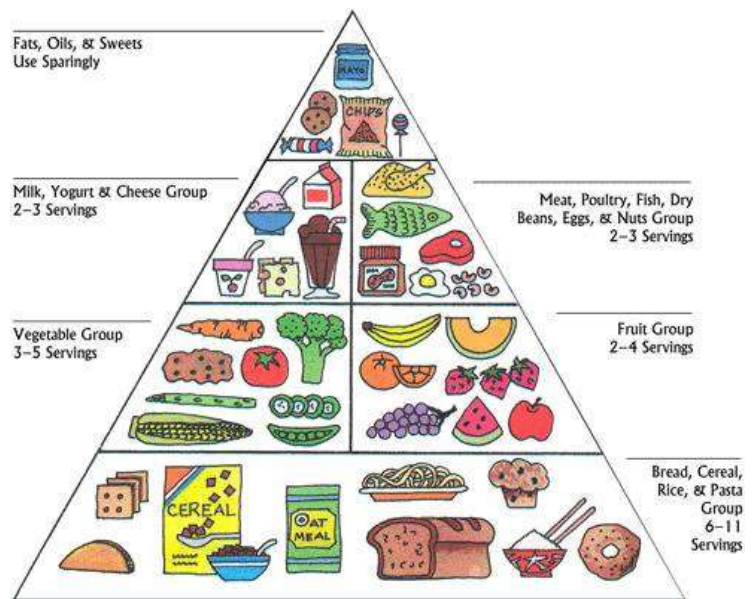 Fats, Oils, & Sweets
Use Sparingly
MAYO
CHIPS
Milk, Yogurt & Cheese Group
2–3 Servings
Meat, Poultry, Fish, Dry
Beans, Eggs, & Nuts Group
2–3 Servings
Vegetable Group
3–5 Servings
Fruit Group
2–4 Servings
Bread, Cereal,
Rice, & Pasta
Group
6–11
Servings
CEREAL
OAT
MEAL